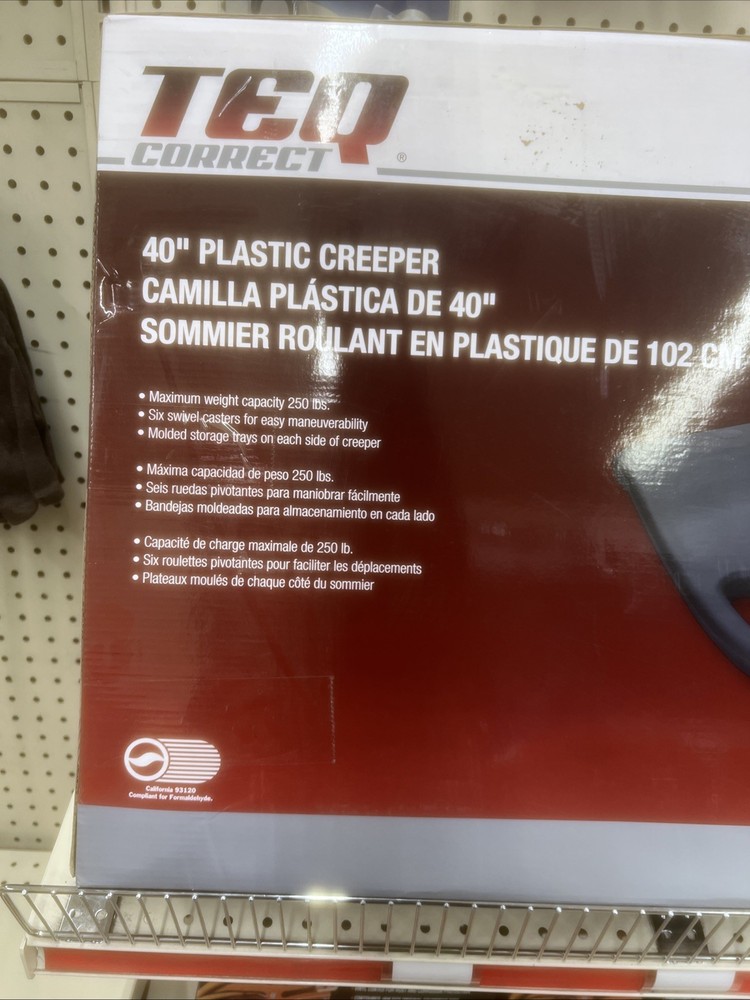 TEQ
CORRECT ®
40" PLASTIC CREEPER
CAMILLA PLÁSTICA DE 40"
SOMMIER ROULANT EN PLASTIQUE DE 102 CM
• Maximum weight capacity 250 lbs.
• Six swivel casters for easy maneuverability
• Molded storage trays on each side of creeper
• Máxima capacidad de peso 250 lbs.
• Seis ruedas pivotantes para maniobrar fácilmente
• Bandejas moldeadas para almacenamiento en cada lado
• Capacité de charge maximale de 250 lb.
• Six roulettes pivotantes pour faciliter les déplacements
• Plateaux moulés de chaque côté du sommier
California 93120
Compliant for Formaldehyde.